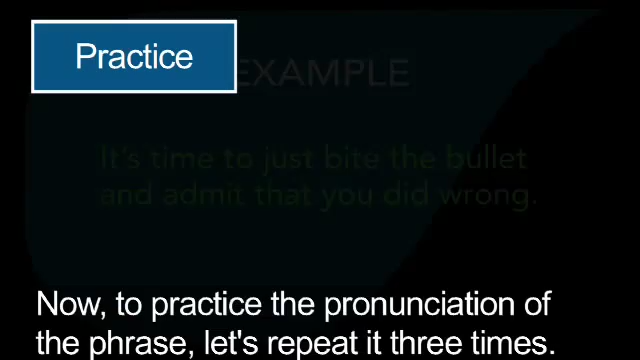 Practice
EXAMPLE
It's time to just bite the bullet
and admit that you did wrong.
Now, to practice the pronunciation of
the phrase, let's repeat it three times.